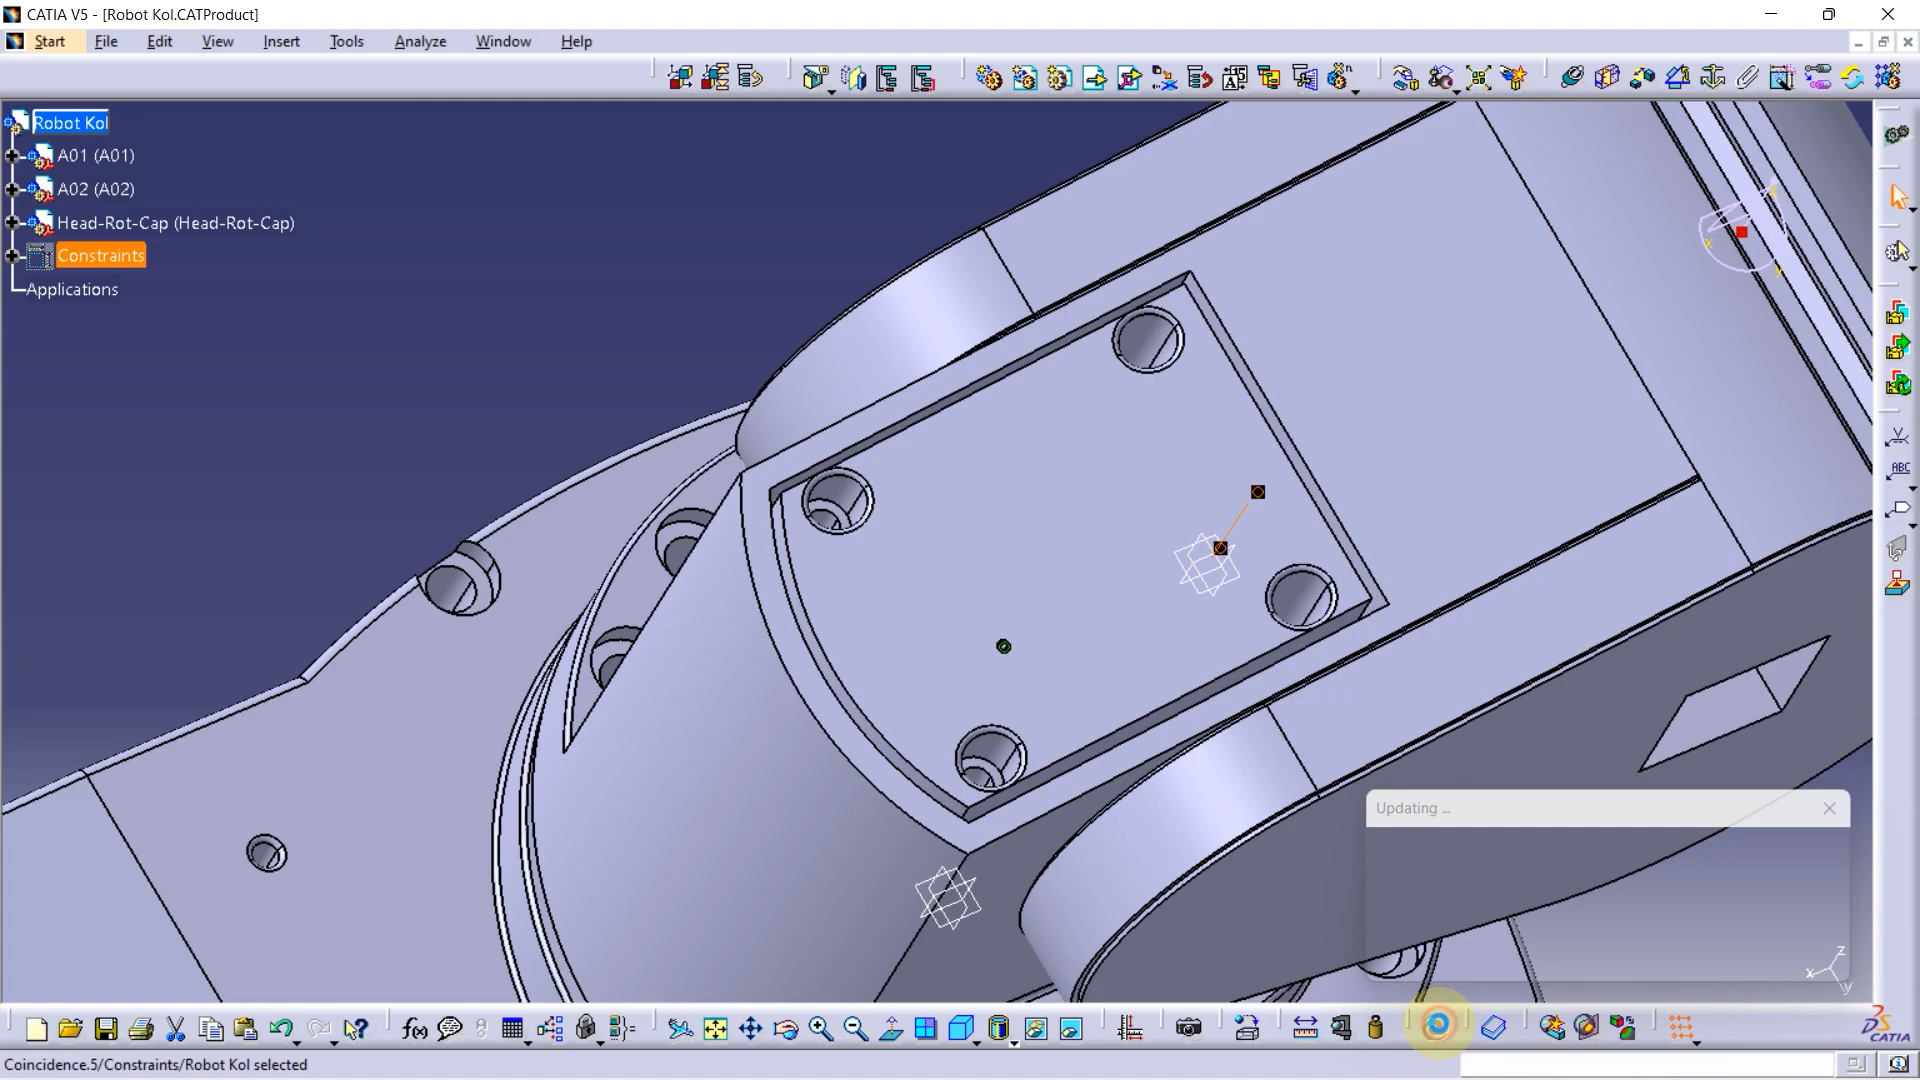 CATIA V5 - [Robot Kol.CATProduct]
Start File Edit View Insert Tools Analyze Window Help
Robot Kol
A01 (A01)
A02 (A02)
Head-Rot-Cap (Head-Rot-Cap)
Constraints
Applications
z
x
y
ABC
Updating ...
z
x
y
f(x)
CATIA
Coincidence.5/Constraints/Robot Kol selected